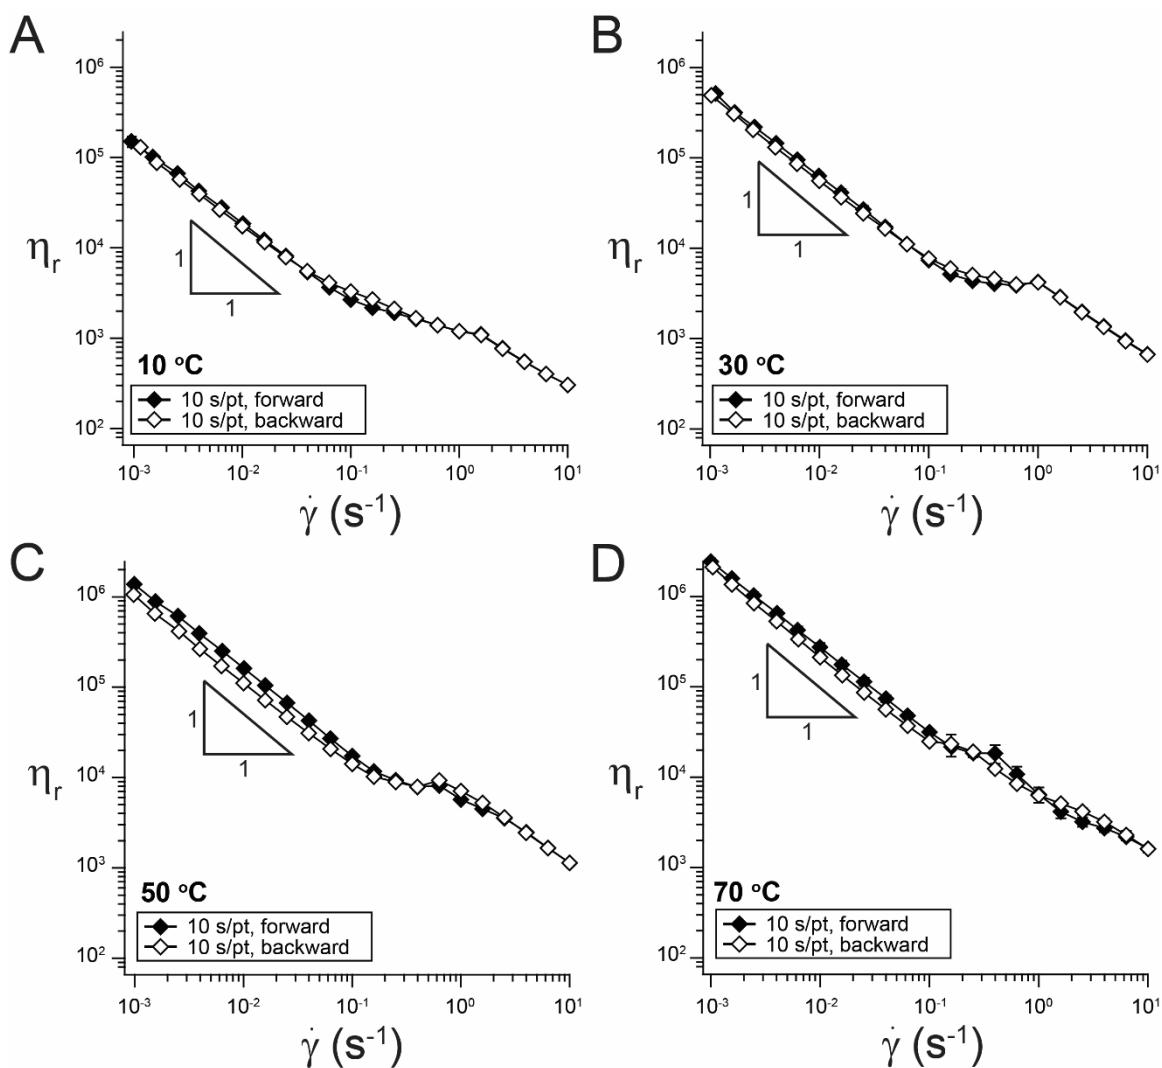 A
10⁶
10⁵
10⁴
10³
10²
ηᵣ
1
1
10 °C
10 s/pt, forward
10 s/pt, backward
10⁻³ 10⁻² 10⁻¹ 10⁰ 10¹
γ̇ (s⁻¹)
B
10⁶
10⁵
10⁴
10³
10²
ηᵣ
1
1
30 °C
10 s/pt, forward
10 s/pt, backward
10⁻³ 10⁻² 10⁻¹ 10⁰ 10¹
γ̇ (s⁻¹)
C
10⁶
10⁵
10⁴
10³
10²
ηᵣ
1
1
50 °C
10 s/pt, forward
10 s/pt, backward
10⁻³ 10⁻² 10⁻¹ 10⁰ 10¹
γ̇ (s⁻¹)
D
10⁶
10⁵
10⁴
10³
10²
ηᵣ
1
1
70 °C
10 s/pt, forward
10 s/pt, backward
10⁻³ 10⁻² 10⁻¹ 10⁰ 10¹
γ̇ (s⁻¹)